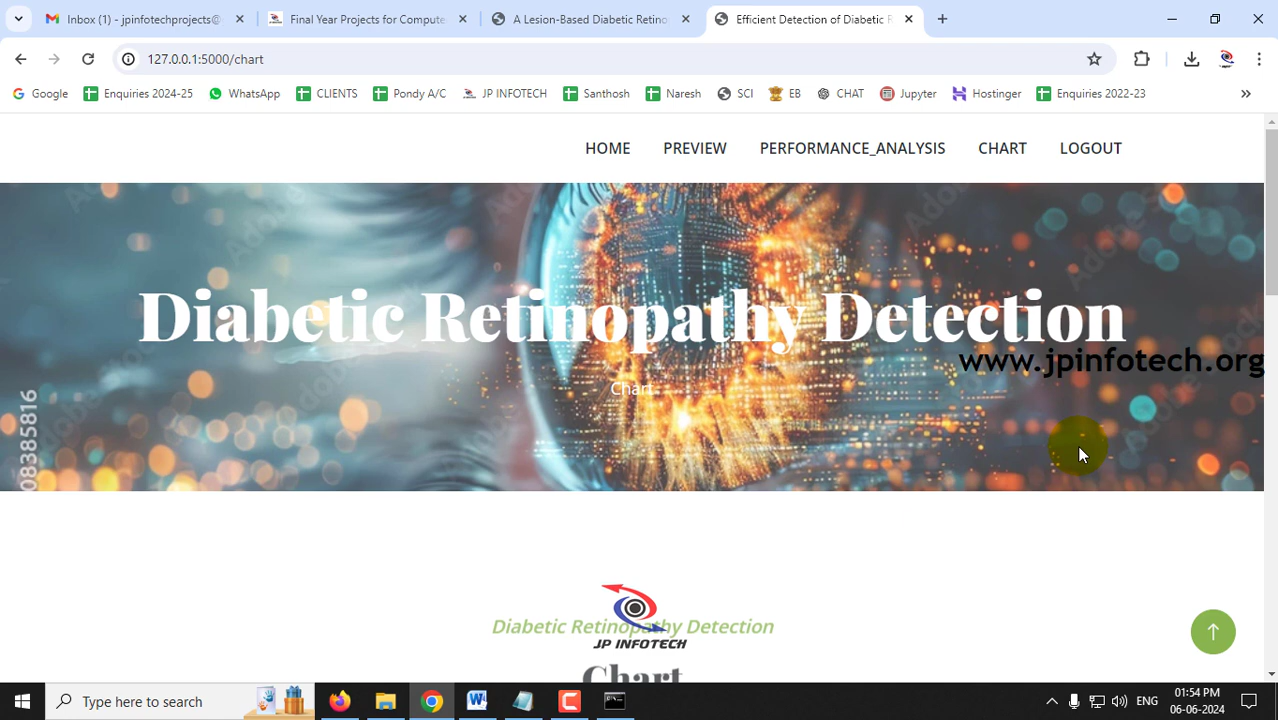 Inbox (1) - jpinfotechprojects@
Final Year Projects for Compute
A Lesion-Based Diabetic Retino
Efficient Detection of Diabetic R
127.0.0.1:5000/chart
Google
Enquiries 2024-25
WhatsApp
CLIENTS
Pondy A/C
JP INFOTECH
Santhosh
Naresh
SCI
EB
CHAT
Jupyter
Hostinger
Enquiries 2022-23
HOME
PREVIEW
PERFORMANCE_ANALYSIS
CHART
LOGOUT
Diabetic Retinopathy Detection
www.jpinfotech.org
Chart
08385816
Diabetic Retinopathy Detection
JP INFOTECH
Chart
Type here to search
ENG
01:54 PM
06-06-2024